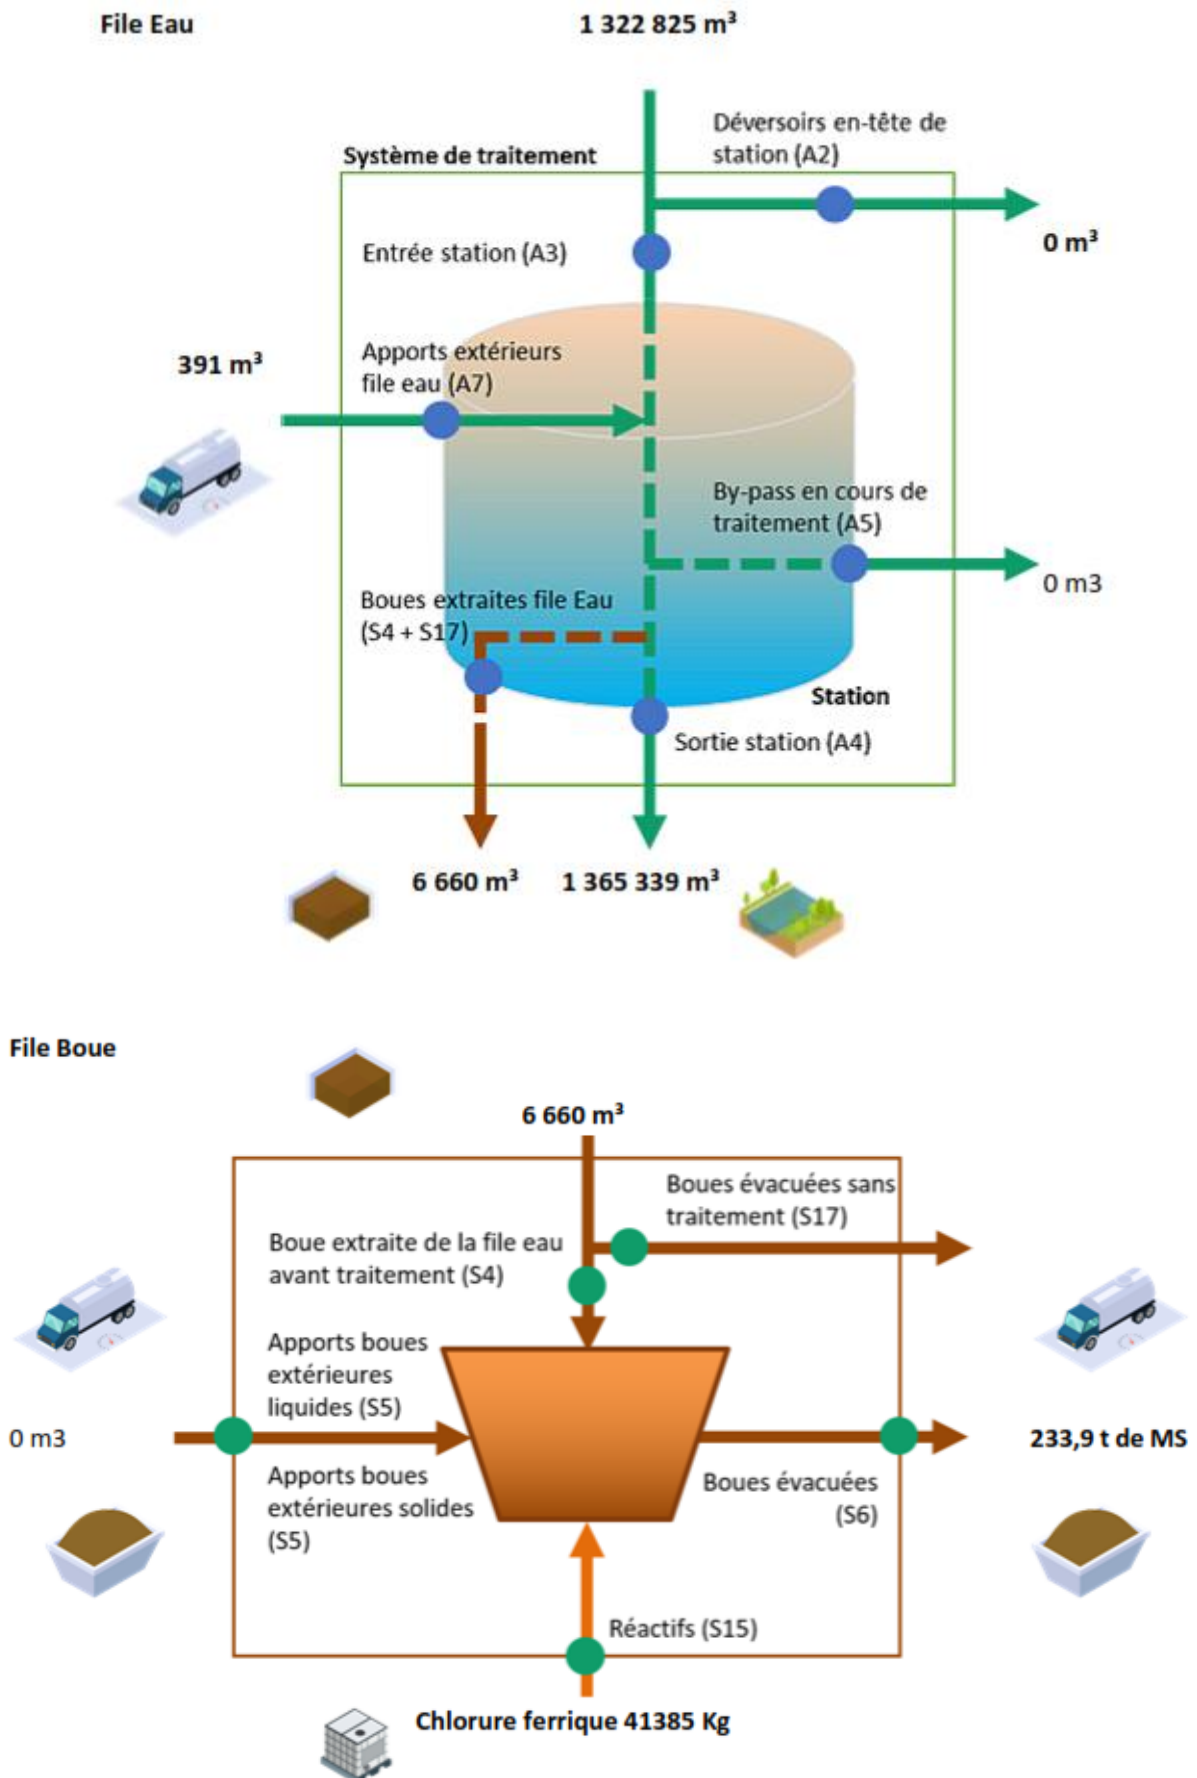 File Eau
1 322 825 m³
Déversoirs en-tête de
station (A2)
Système de traitement
0 m³
Entrée station (A3)
391 m³
Apports extérieurs
file eau (A7)
By-pass en cours de
traitement (A5)
0 m3
Boues extraites file Eau
(S4 + S17)
Station
Sortie station (A4)
6 660 m³
1 365 339 m³
File Boue
6 660 m³
Boues évacuées sans
traitement (S17)
Boue extraite de la file eau
avant traitement (S4)
Apports boues
extérieures
liquides (S5)
0 m3
233,9 t de MS
Apports boues
extérieures solides
(S5)
Boues évacuées
(S6)
Réactifs (S15)
Chlorure ferrique 41385 Kg